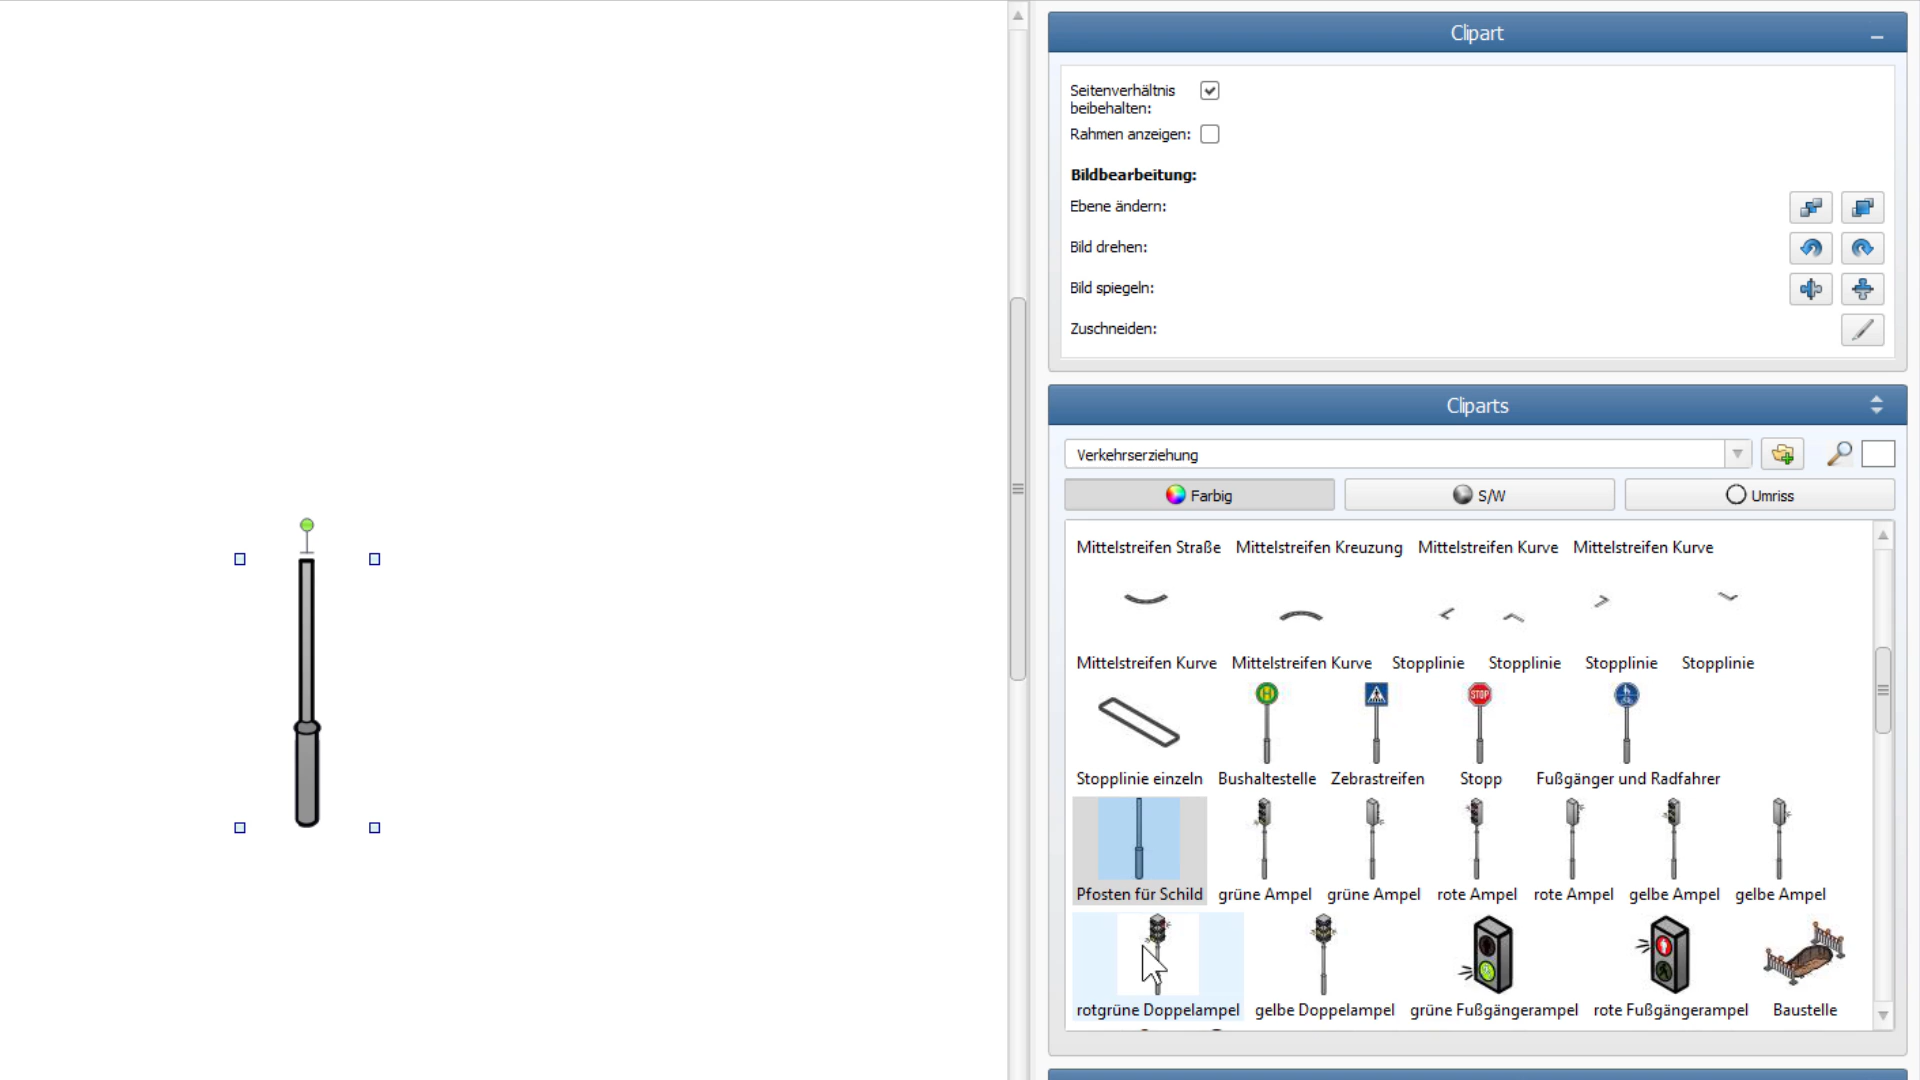 Clipart
Seitenverhältnis
beibehalten:
Rahmen anzeigen:
Bildbearbeitung:
Ebene ändern:
Bild drehen:
Bild spiegeln:
Zuschneiden:
Cliparts
Verkehrserziehung
Farbig S/W Umriss
Mittelstreifen Straße Mittelstreifen Kreuzung Mittelstreifen Kurve Mittelstreifen Kurve
Mittelstreifen Kurve Mittelstreifen Kurve Stopplinie Stopplinie Stopplinie Stopplinie
H STOP
Stopplinie einzeln Bushaltestelle Zebrastreifen Stopp Fußgänger und Radfahrer
Pfosten für Schild grüne Ampel grüne Ampel rote Ampel rote Ampel gelbe Ampel gelbe Ampel
rotgrüne Doppelampel gelbe Doppelampel grüne Fußgängerampel rote Fußgängerampel Baustelle